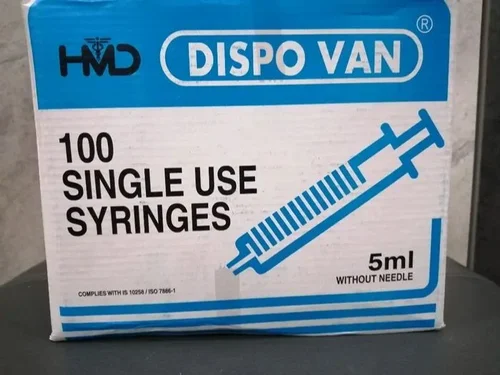 HMD
DISPO VAN®
100
SINGLE USE
SYRINGES
5ml
WITHOUT NEEDLE
COMPLIES WITH IS 10258 / ISO 7886-1